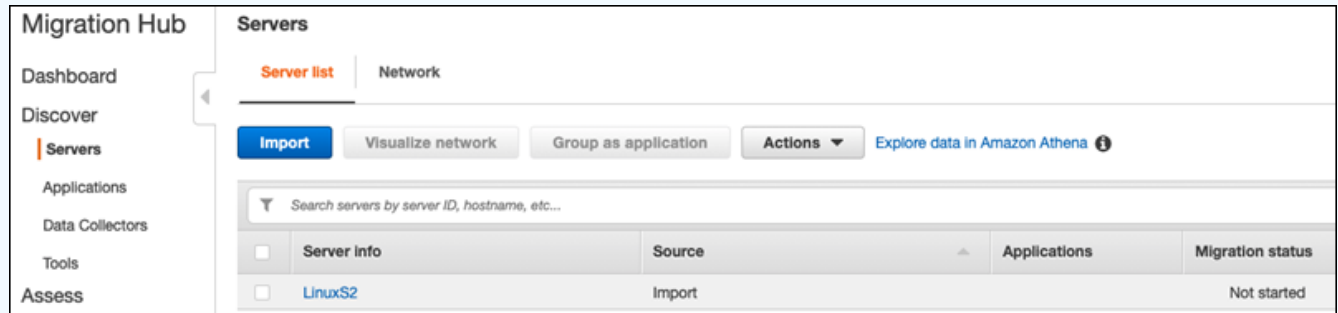 Migration Hub
Dashboard
Discover
Servers
Applications
Data Collectors
Tools
Assess
Servers
Server list Network
Import Visualize network Group as application Actions Explore data in Amazon Athena
Search servers by server ID, hostname, etc...
Server info Source Applications Migration status
LinuxS2 Import Not started